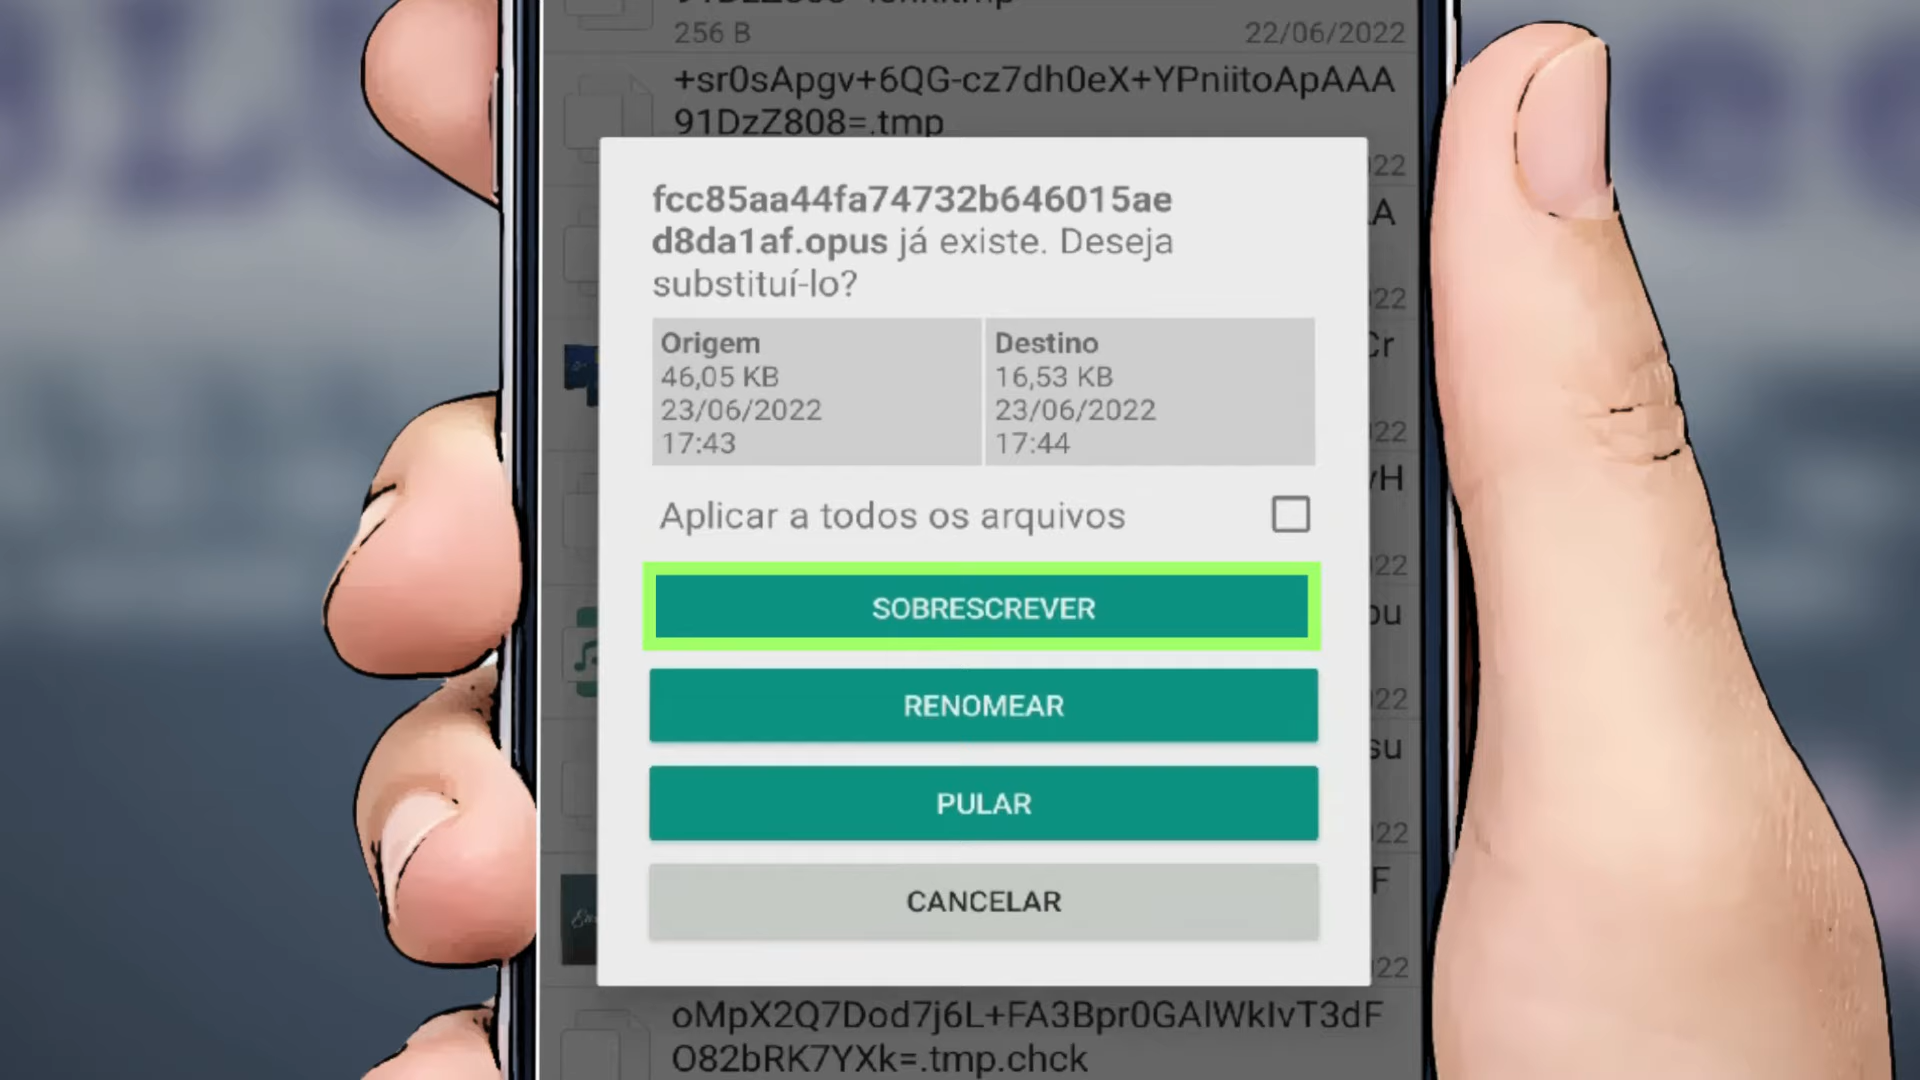 256 B
22/06/2022
+sr0sApgv+6QG-cz7dh0eX+YPniitoApAAA
91DzZ808=.tmp
fcc85aa44fa74732b646015ae
d8da1af.opus já existe. Deseja
substituí-lo?
Origem
46,05 KB
23/06/2022
17:43
Destino
16,53 KB
23/06/2022
17:44
Aplicar a todos os arquivos
SOBRESCREVER
RENOMEAR
PULAR
CANCELAR
oMpX2Q7Dod7j6L+FA3Bpr0GAlWkIvT3dF
O82bRK7YXk=.tmp.chck